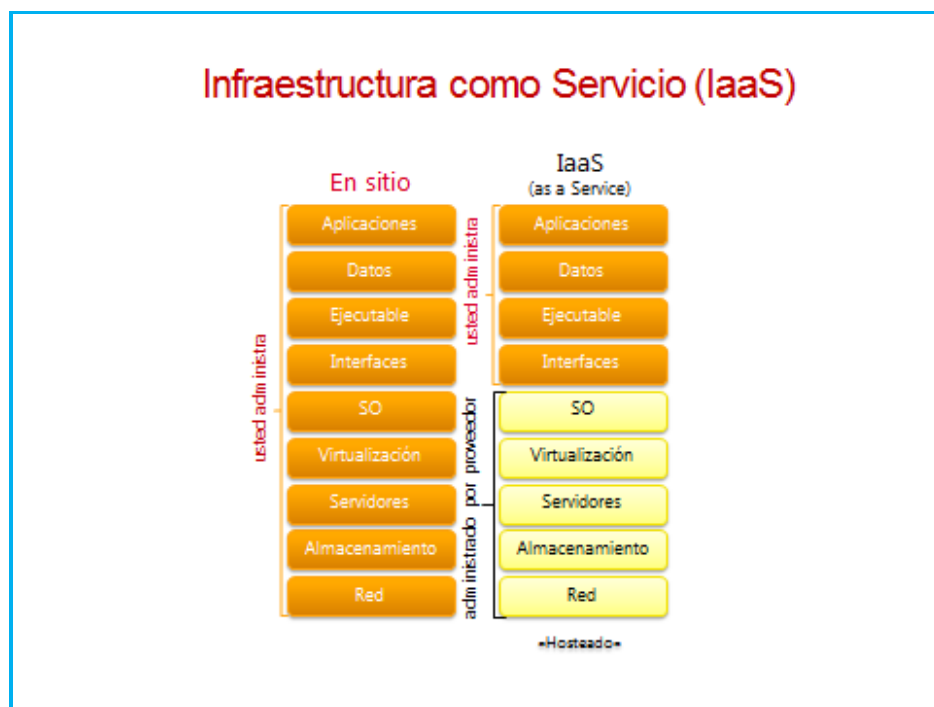 Infraestructura como Servicio (IaaS)
En sitio
IaaS
(as a Service)
usted administra
Aplicaciones
Datos
Ejecutable
Interfaces
SO
Virtualización
Servidores
Almacenamiento
Red
usted administra
administrado por proveedor
Aplicaciones
Datos
Ejecutable
Interfaces
SO
Virtualización
Servidores
Almacenamiento
Red
-Hosteado-